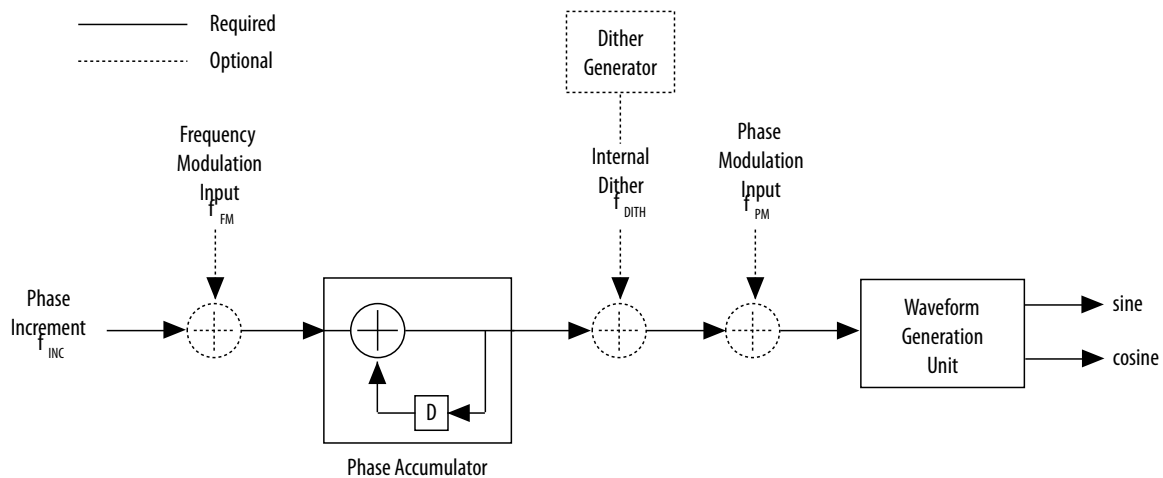 Required
Optional
Dither
Generator
Frequency
Modulation
Input
f FM
Internal
Dither
f DITH
Phase
Modulation
Input
f PM
Phase
Increment
f INC
D
Phase Accumulator
Waveform
Generation
Unit
sine
cosine